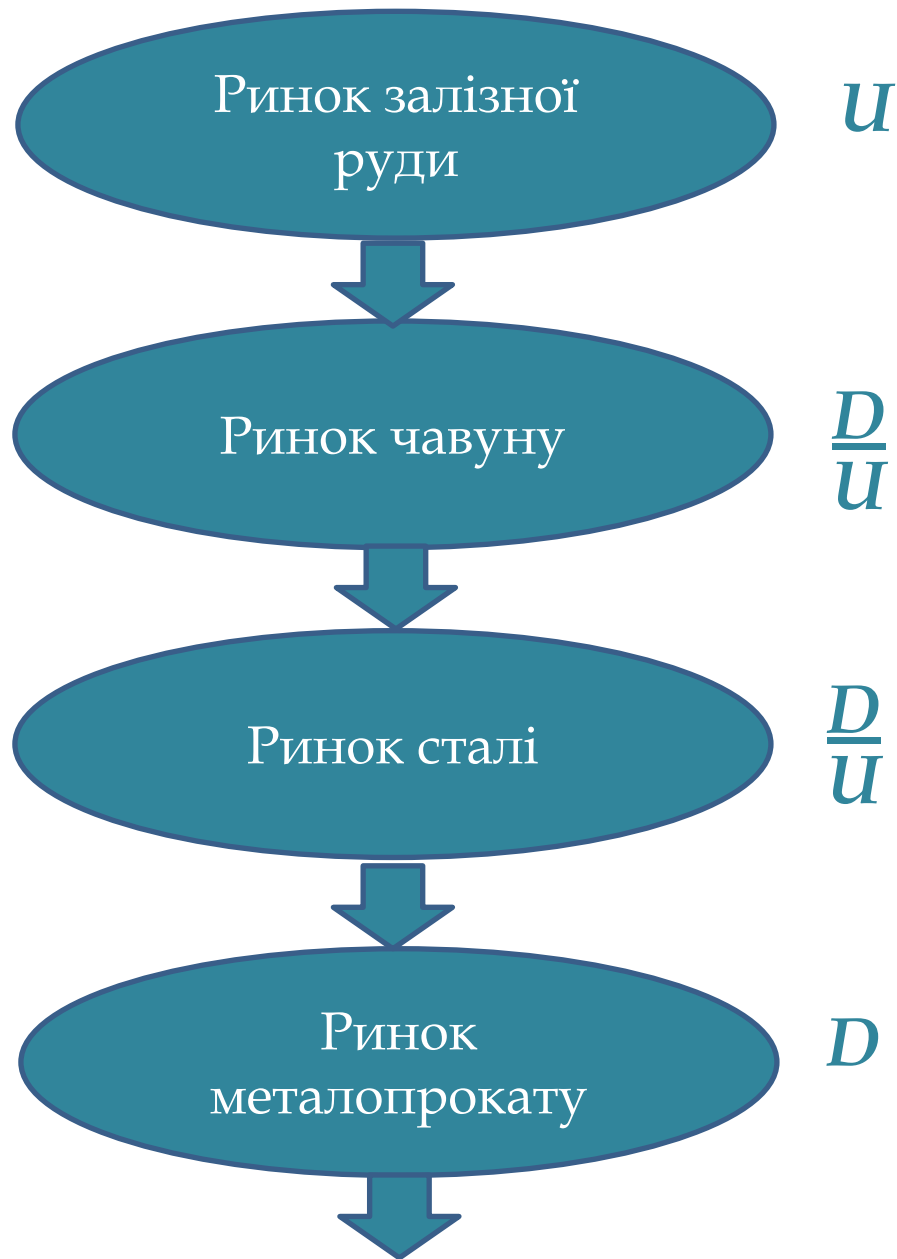 Ринок залізної
руди
U
Ринок чавуну
D
U
Ринок сталі
D
U
Ринок
металопрокату
D